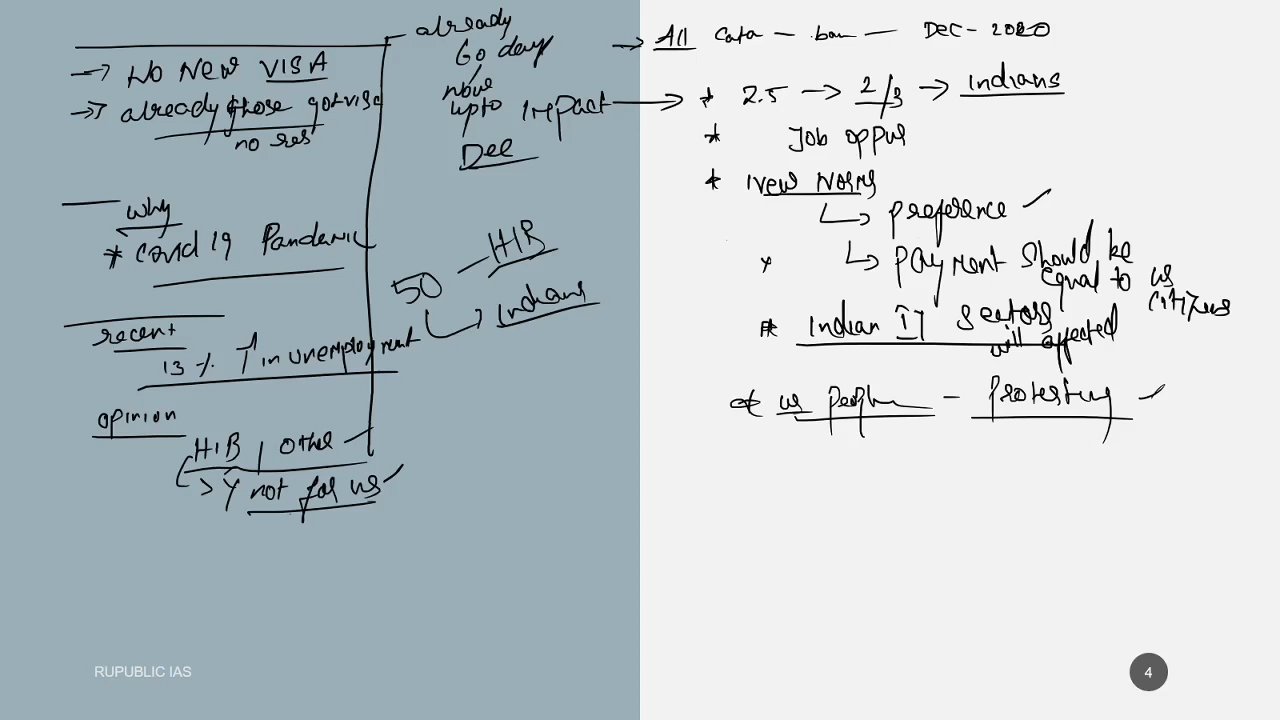 → No New VISA
→ already those got visa
no res
why
* Covid 19 Pandemic
recent
13 % ↑ in unemployment
opinion
H1B / Other
> Y not for us ✓
already
60 days
now
upto
Dec
Impact →
50 — H1B
→ Indians
→ All cata — ban — Dec - 2020
* 2.5 → 2/3 → Indians
* Job oppur
* New Norms
→ preference ✓
→ payment should be
equal to us
citizens
* Indian IT sectors
will affected
* us people — protesting ✓
RUPUBLIC IAS
4